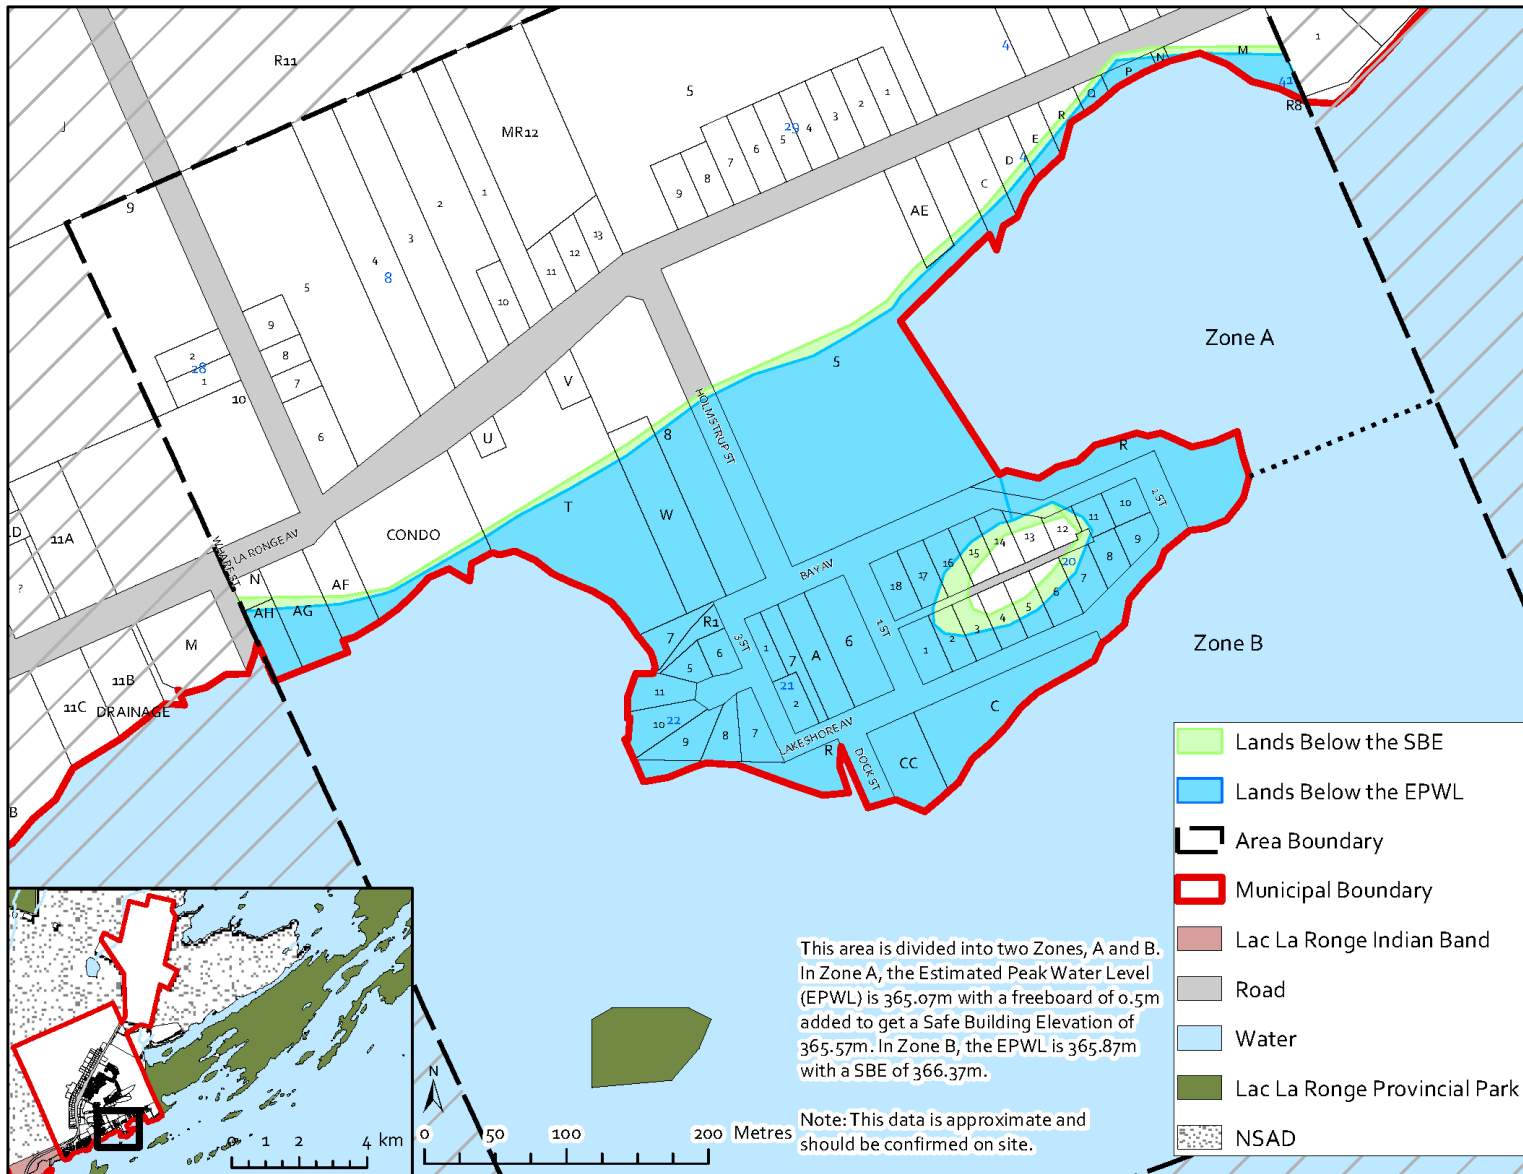 R11
J
9
5
MR12
1
2
3
4
8
5
4
29
9
8
7
6
5
4
3
2
1
M
1
41
R8
N
P
Q
R
E
4
D
C
AE
13
12
11
10
2
28
1
10
9
8
7
6
V
U
CONDO
5
Zone A
HOLMSTRUP ST
8
W
T
LD
11A
?
LA RONGE AV
WHARF ST
N
AF
AH
AG
M
11B
11C
DRAINAGE
B
R
2 ST
10
11
12
13
14
15
16
17
18
20
9
8
7
6
5
4
3
2
1
BAY AV
1 ST
3 ST
R1
7
6
5
11
10
22
9
8
7
1
7
A
6
21
2
LAKESHORE AV
R
DOCK ST
CC
C
Zone B
Lands Below the SBE
Lands Below the EPWL
Area Boundary
Municipal Boundary
Lac La Ronge Indian Band
Road
Water
Lac La Ronge Provincial Park
NSAD
This area is divided into two Zones, A and B.
In Zone A, the Estimated Peak Water Level
(EPWL) is 365.07m with a freeboard of 0.5m
added to get a Safe Building Elevation of
365.57m. In Zone B, the EPWL is 365.87m
with a SBE of 366.37m.
Note: This data is approximate and
should be confirmed on site.
N
0 50 100 200 Metres
0 1 2 4 km